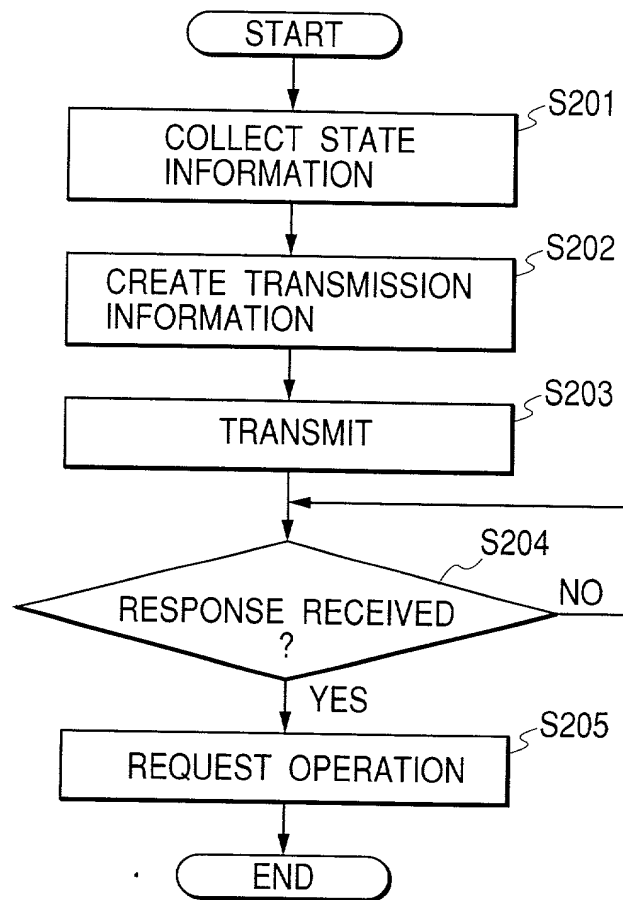 START
S201
COLLECT STATE
INFORMATION
S202
CREATE TRANSMISSION
INFORMATION
S203
TRANSMIT
S204
RESPONSE RECEIVED
?
NO
YES
S205
REQUEST OPERATION
END